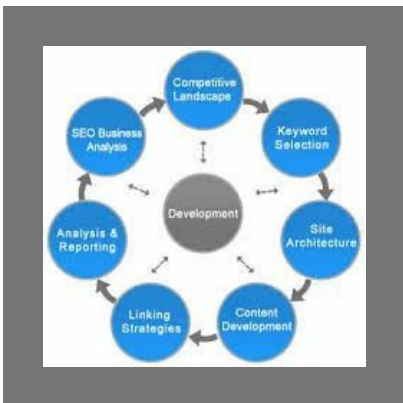 Competitive
Landscape
Keyword
Selection
Site
Architecture
Content
Development
Linking
Strategies
Analysis &
Reporting
SEO Business
Analysis
Development